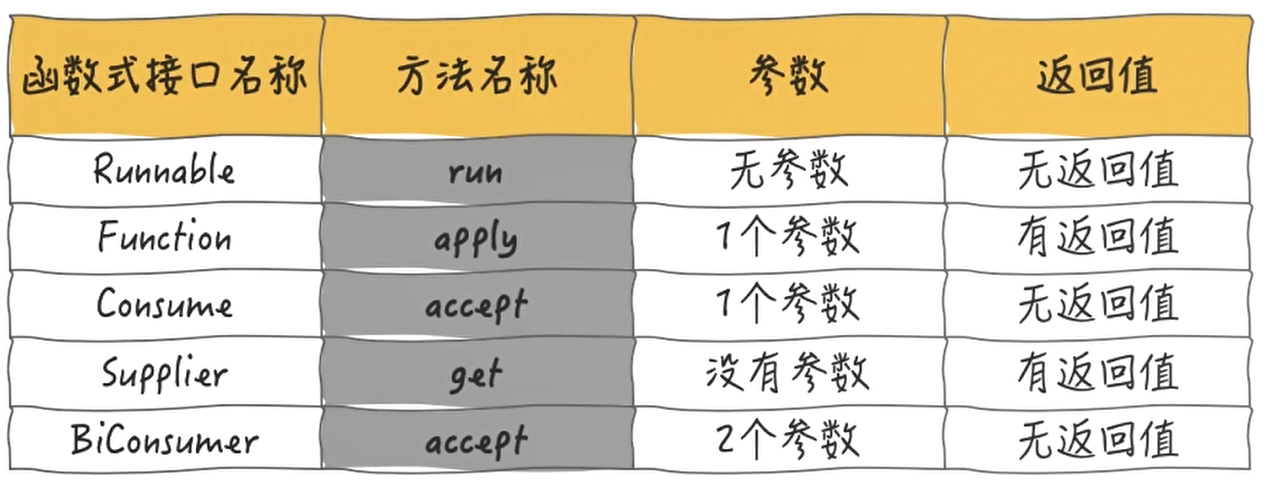 函数式接口名称 方法名称 参数 返回值
Runnable run 无参数 无返回值
Function apply 1个参数 有返回值
Consume accept 1个参数 无返回值
Supplier get 没有参数 有返回值
BiConsumer accept 2个参数 无返回值